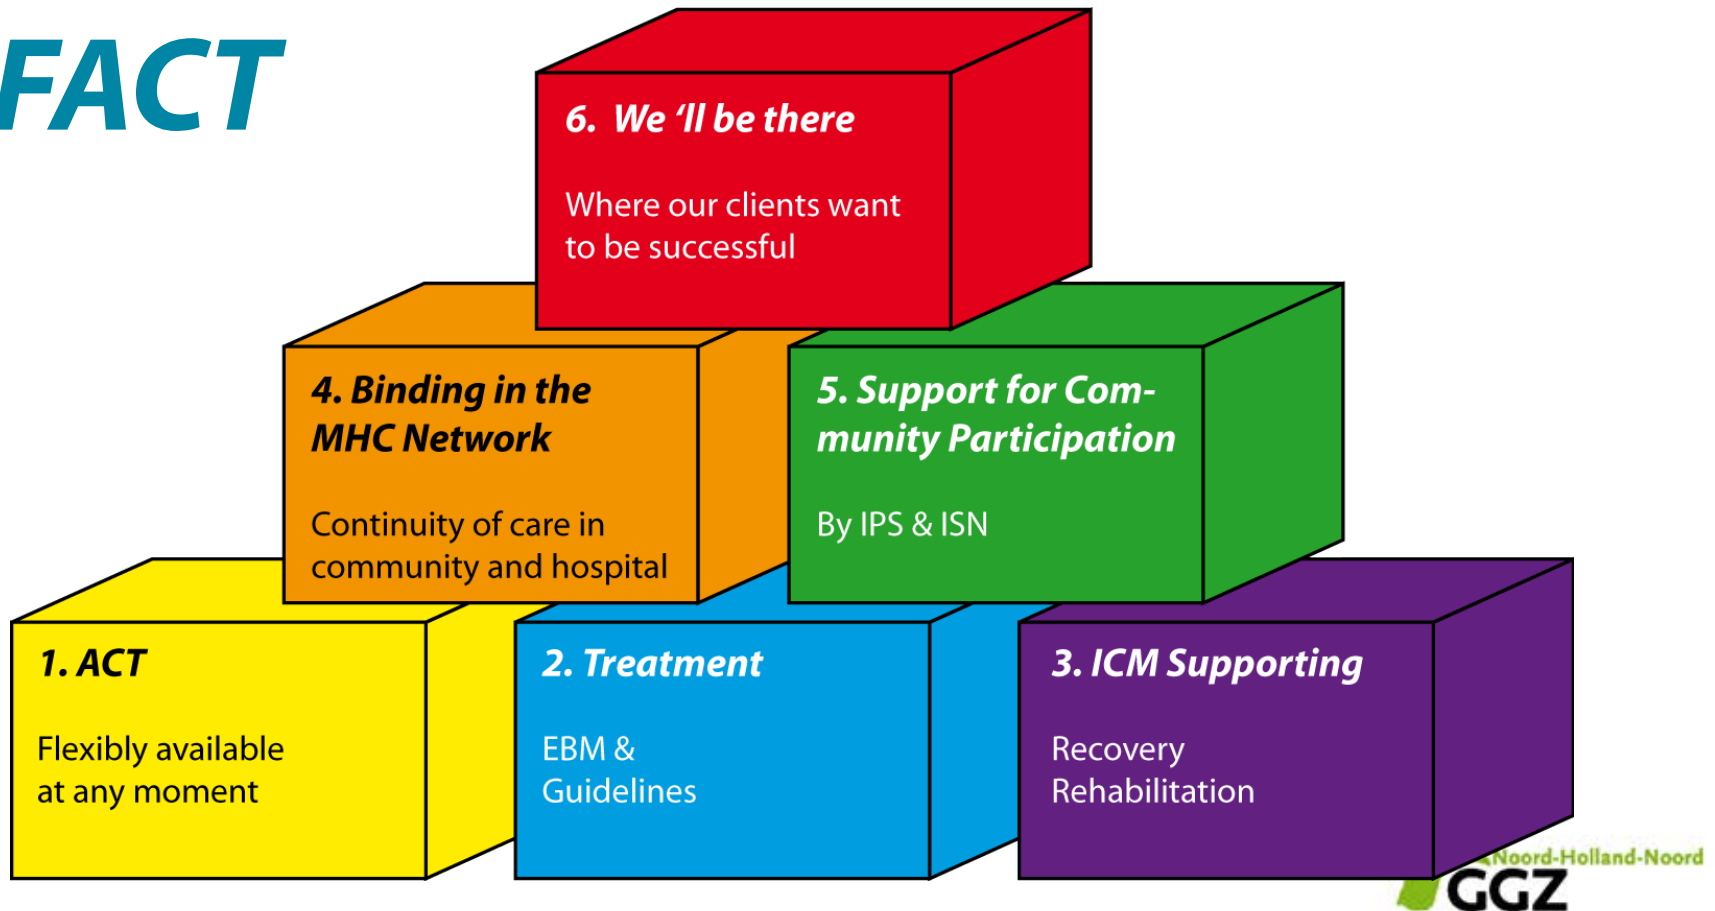 FACT
6. We ‘ll be there
Where our clients want
to be successful
4. Binding in the
MHC Network
Continuity of care in
community and hospital
5. Support for Com-
munity Participation
By IPS & ISN
1. ACT
Flexibly available
at any moment
2. Treatment
EBM &
Guidelines
3. ICM Supporting
Recovery
Rehabilitation
Noord-Holland-Noord
GGZ